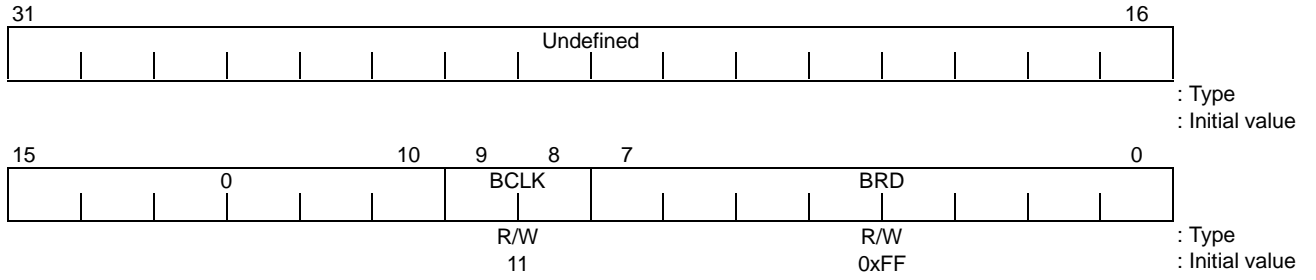 31 16
Undefined
: Type
: Initial value
15 10 9 8 7 0
0 BCLK BRD
R/W R/W : Type
11 0xFF : Initial value